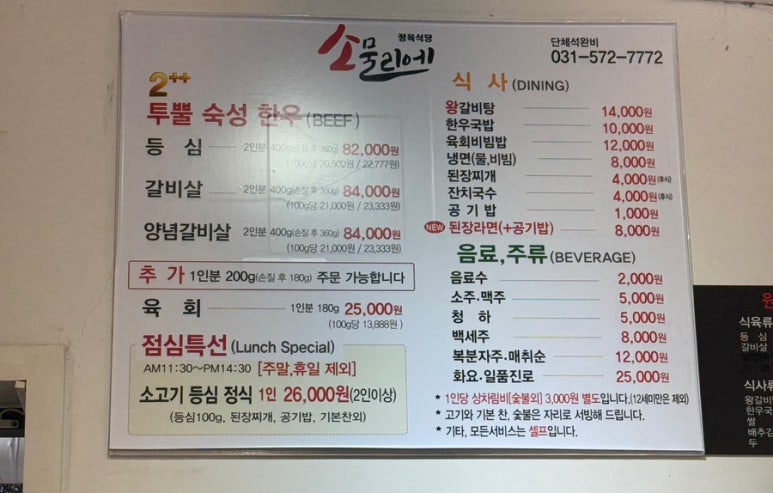 정육식당
소물리에
단체석완비
031-572-7772
2++
투뿔 숙성 한우 (BEEF)
등 심 2인분 400g(손질 후 360g) 82,000원
(100g당 20,500원 / 22,777원)
갈비살 2인분 400g(손질 후 360g) 84,000원
(100g당 21,000원 / 23,333원)
양념갈비살 2인분 400g(손질 후 360g) 84,000원
(100g당 21,000원 / 23,333원)
추 가 1인분 200g(손질 후 180g) 주문 가능합니다
육 회 1인분 180g 25,000원
(100g당 13,888원)
점심특선 (Lunch Special)
AM11:30~PM14:30 [주말,휴일 제외]
소고기 등심 정식 1인 26,000원(2인이상)
(등심100g, 된장찌개, 공기밥, 기본찬외)
식 사 (DINING)
왕갈비탕 14,000원
한우국밥 10,000원
육회비빔밥 12,000원
냉면(물,비빔) 8,000원
된장찌개 4,000원(후식)
잔치국수 4,000원(후식)
공 기 밥 1,000원
NEW 된장라면(+공기밥) 8,000원
음료,주류 (BEVERAGE)
음료수 2,000원
소주·맥주 5,000원
청 하 5,000원
백세주 8,000원
복분자주·매취순 12,000원
화요·일품진로 25,000원
* 1인당 상차림비[숯불외] 3,000원 별도입니다.(12세미만은 제외)
* 고기와 기본 찬, 숯불은 자리로 서빙해 드립니다.
* 기타, 모든서비스는 셀프입니다.
원
식육류
등 심
갈비살
육
식사류
왕갈비
한우국
쌀
배추김
두